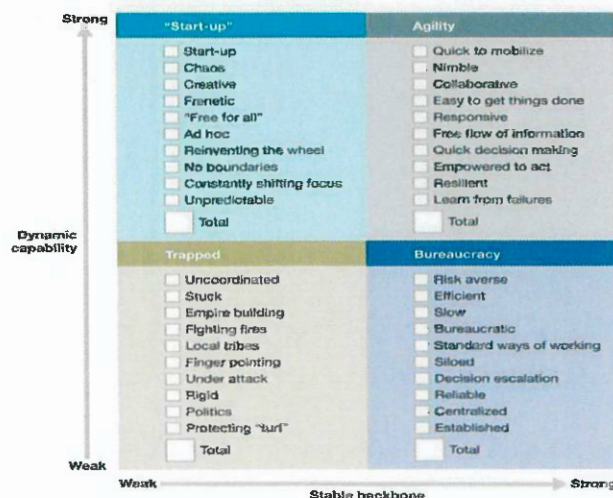 Strong
"Start-up"
Start-up
Chaos
Creative
Frenetic
"Free for all"
Ad hoc
Reinventing the wheel
No boundaries
Constantly shifting focus
Unpredictable
Total
Agility
Quick to mobilize
Nimble
Collaborative
Easy to get things done
Responsive
Free flow of information
Quick decision making
Empowered to act
Resilient
Learn from failures
Total
Dynamic
capability
Trapped
Uncoordinated
Stuck
Empire building
Fighting fires
Local tribes
Finger pointing
Under attack
Rigid
Politics
Protecting "turf"
Total
Bureaucracy
Risk averse
Efficient
Slow
Bureaucratic
Standard ways of working
Siloed
Decision escalation
Reliable
Centralized
Established
Total
Weak
Weak
Strong
Stable backbone